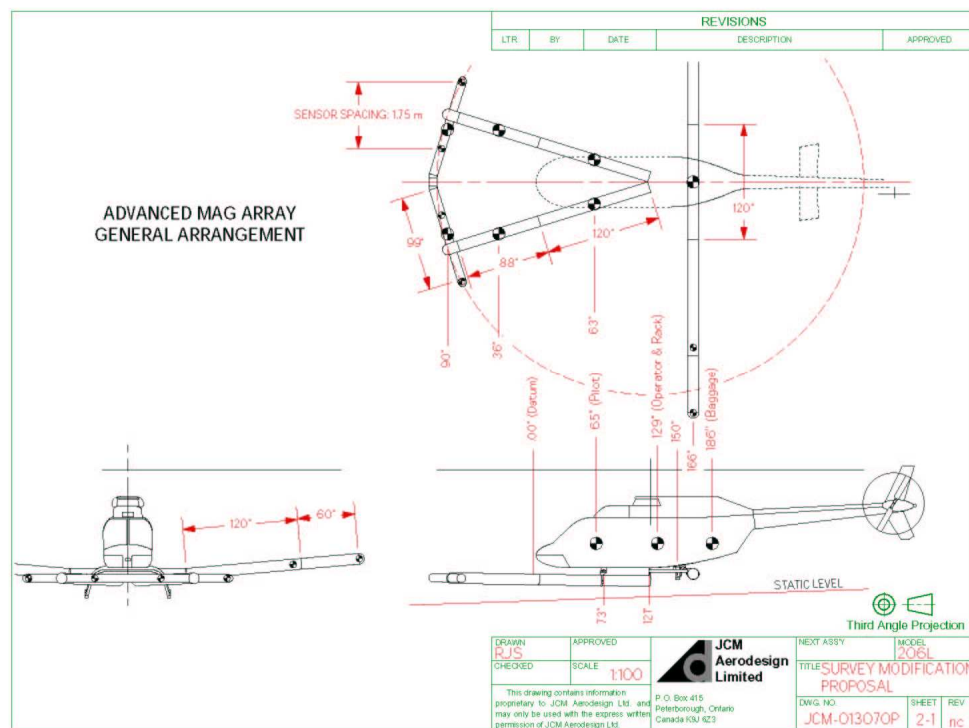 REVISIONS
LTR BY DATE DESCRIPTION APPROVED
SENSOR SPACING: 1.75 m
ADVANCED MAG ARRAY
GENERAL ARRANGEMENT
120"
120"
99"
88"
63"
36"
90"
.00" (Datum)
65" (Pilot)
129" (Operator & Rack)
150"
166"
186" (Baggage)
120"
60"
STATIC LEVEL
73"
127"
Third Angle Projection
DRAWN
RJS
APPROVED
CHECKED
SCALE
1:100
This drawing contains information
proprietary to JCM Aerodesign Ltd. and
may only be used with the express written
permission of JCM Aerodesign Ltd.
JCM
Aerodesign
Limited
P.O. Box 415
Peterborough, Ontario
Canada K9J 6Z3
NEXT ASS'Y
MODEL
206L
TITLE SURVEY MODIFICATION
PROPOSAL
DWG. NO.
JCM-013070P
SHEET
2-1
REV
nc